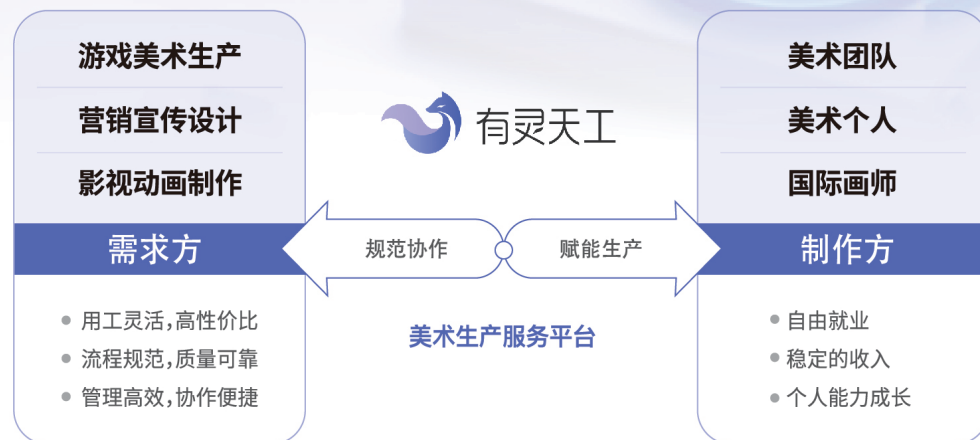 游戏美术生产
营销宣传设计
影视动画制作
需求方
用工灵活,高性价比
流程规范,质量可靠
管理高效,协作便捷
有灵天工
规范协作
赋能生产
美术生产服务平台
美术团队
美术个人
国际画师
制作方
自由就业
稳定的收入
个人能力成长